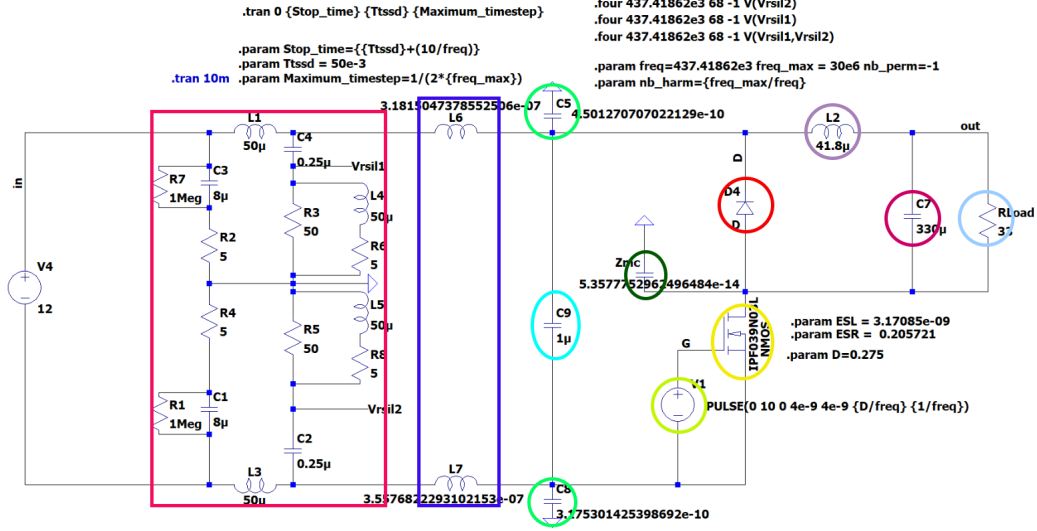 .tran 0 {Stop_time} {Ttssd} {Maximum_timestep}
.four 437.41862e3 68 -1 V(Vrsil2)
.four 437.41862e3 68 -1 V(Vrsil1)
.four 437.41862e3 68 -1 V(Vrsil1,Vrsil2)
.param Stop_time={{Ttssd}+(10/freq)}
.param Ttssd = 50e-3
.tran 10m .param Maximum_timestep=1/(2*{freq_max})
.param freq=437.41862e3 freq_max = 30e6 nb_perm=-1
.param nb_harm={freq_max/freq}
3.1815047378552506e-07
C5
4.501270707022129e-10
L1
50µ
C4
0.25µ
L6
L2
41.8µ
out
in
R7
1Meg
C3
8µ
Vrsil1
R3
50
L4
50µ
R6
5
D
D4
D
C7
330µ
RLoad
33
R2
5
5.3577752962496484e-14
V4
12
R4
5
R5
50
L5
50µ
R8
5
C9
1µ
G
IPF039N03L
NMOS
.param ESL = 3.17085e-09
.param ESR = 0.205721
.param D=0.275
R1
1Meg
C1
8µ
Vrsil2
V1
PULSE(0 10 0 4e-9 4e-9 {D/freq} {1/freq})
C2
0.25µ
L3
50µ
L7
3.5576822293102153e-07
C8
3.175301425398692e-10